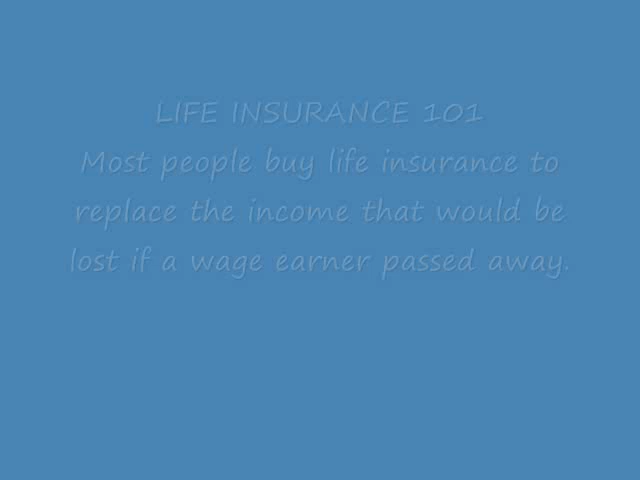 LIFE INSURANCE 101
Most people buy life insurance to
replace the income that would be
lost if a wage earner passed away.